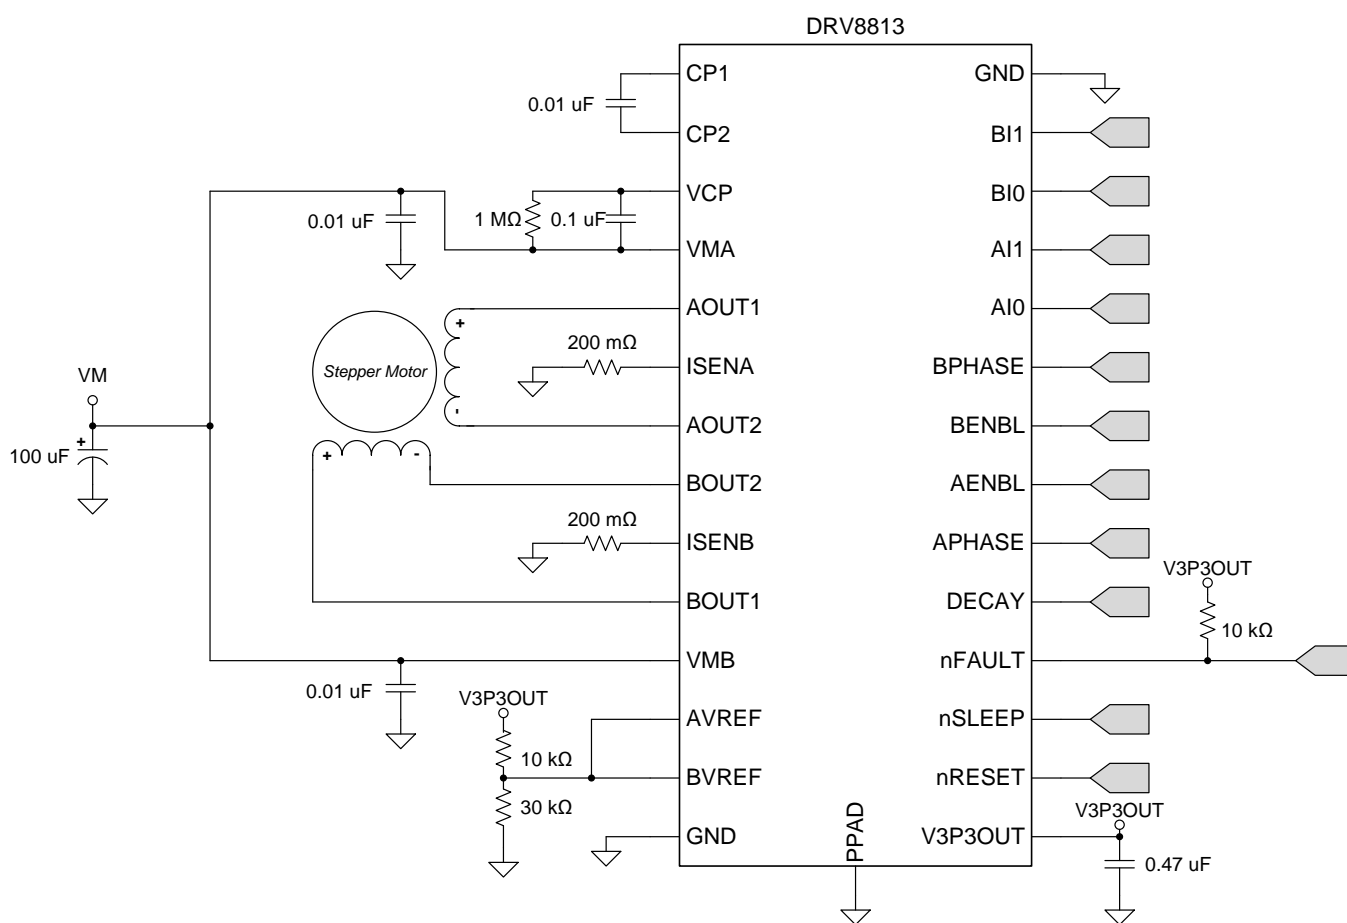 DRV8813
CP1
GND
0.01 uF
CP2
BI1
VCP
BI0
0.01 uF
1 MΩ
0.1 uF
VMA
AI1
AOUT1
AI0
+
200 mΩ
Stepper Motor
ISENA
BPHASE
VM
-
AOUT2
BENBL
+
100 uF
+
-
BOUT2
AENBL
200 mΩ
ISENB
APHASE
V3P3OUT
BOUT1
DECAY
10 kΩ
VMB
nFAULT
0.01 uF
V3P3OUT
AVREF
nSLEEP
10 kΩ
BVREF
nRESET
30 kΩ
V3P3OUT
GND
PPAD
V3P3OUT
0.47 uF